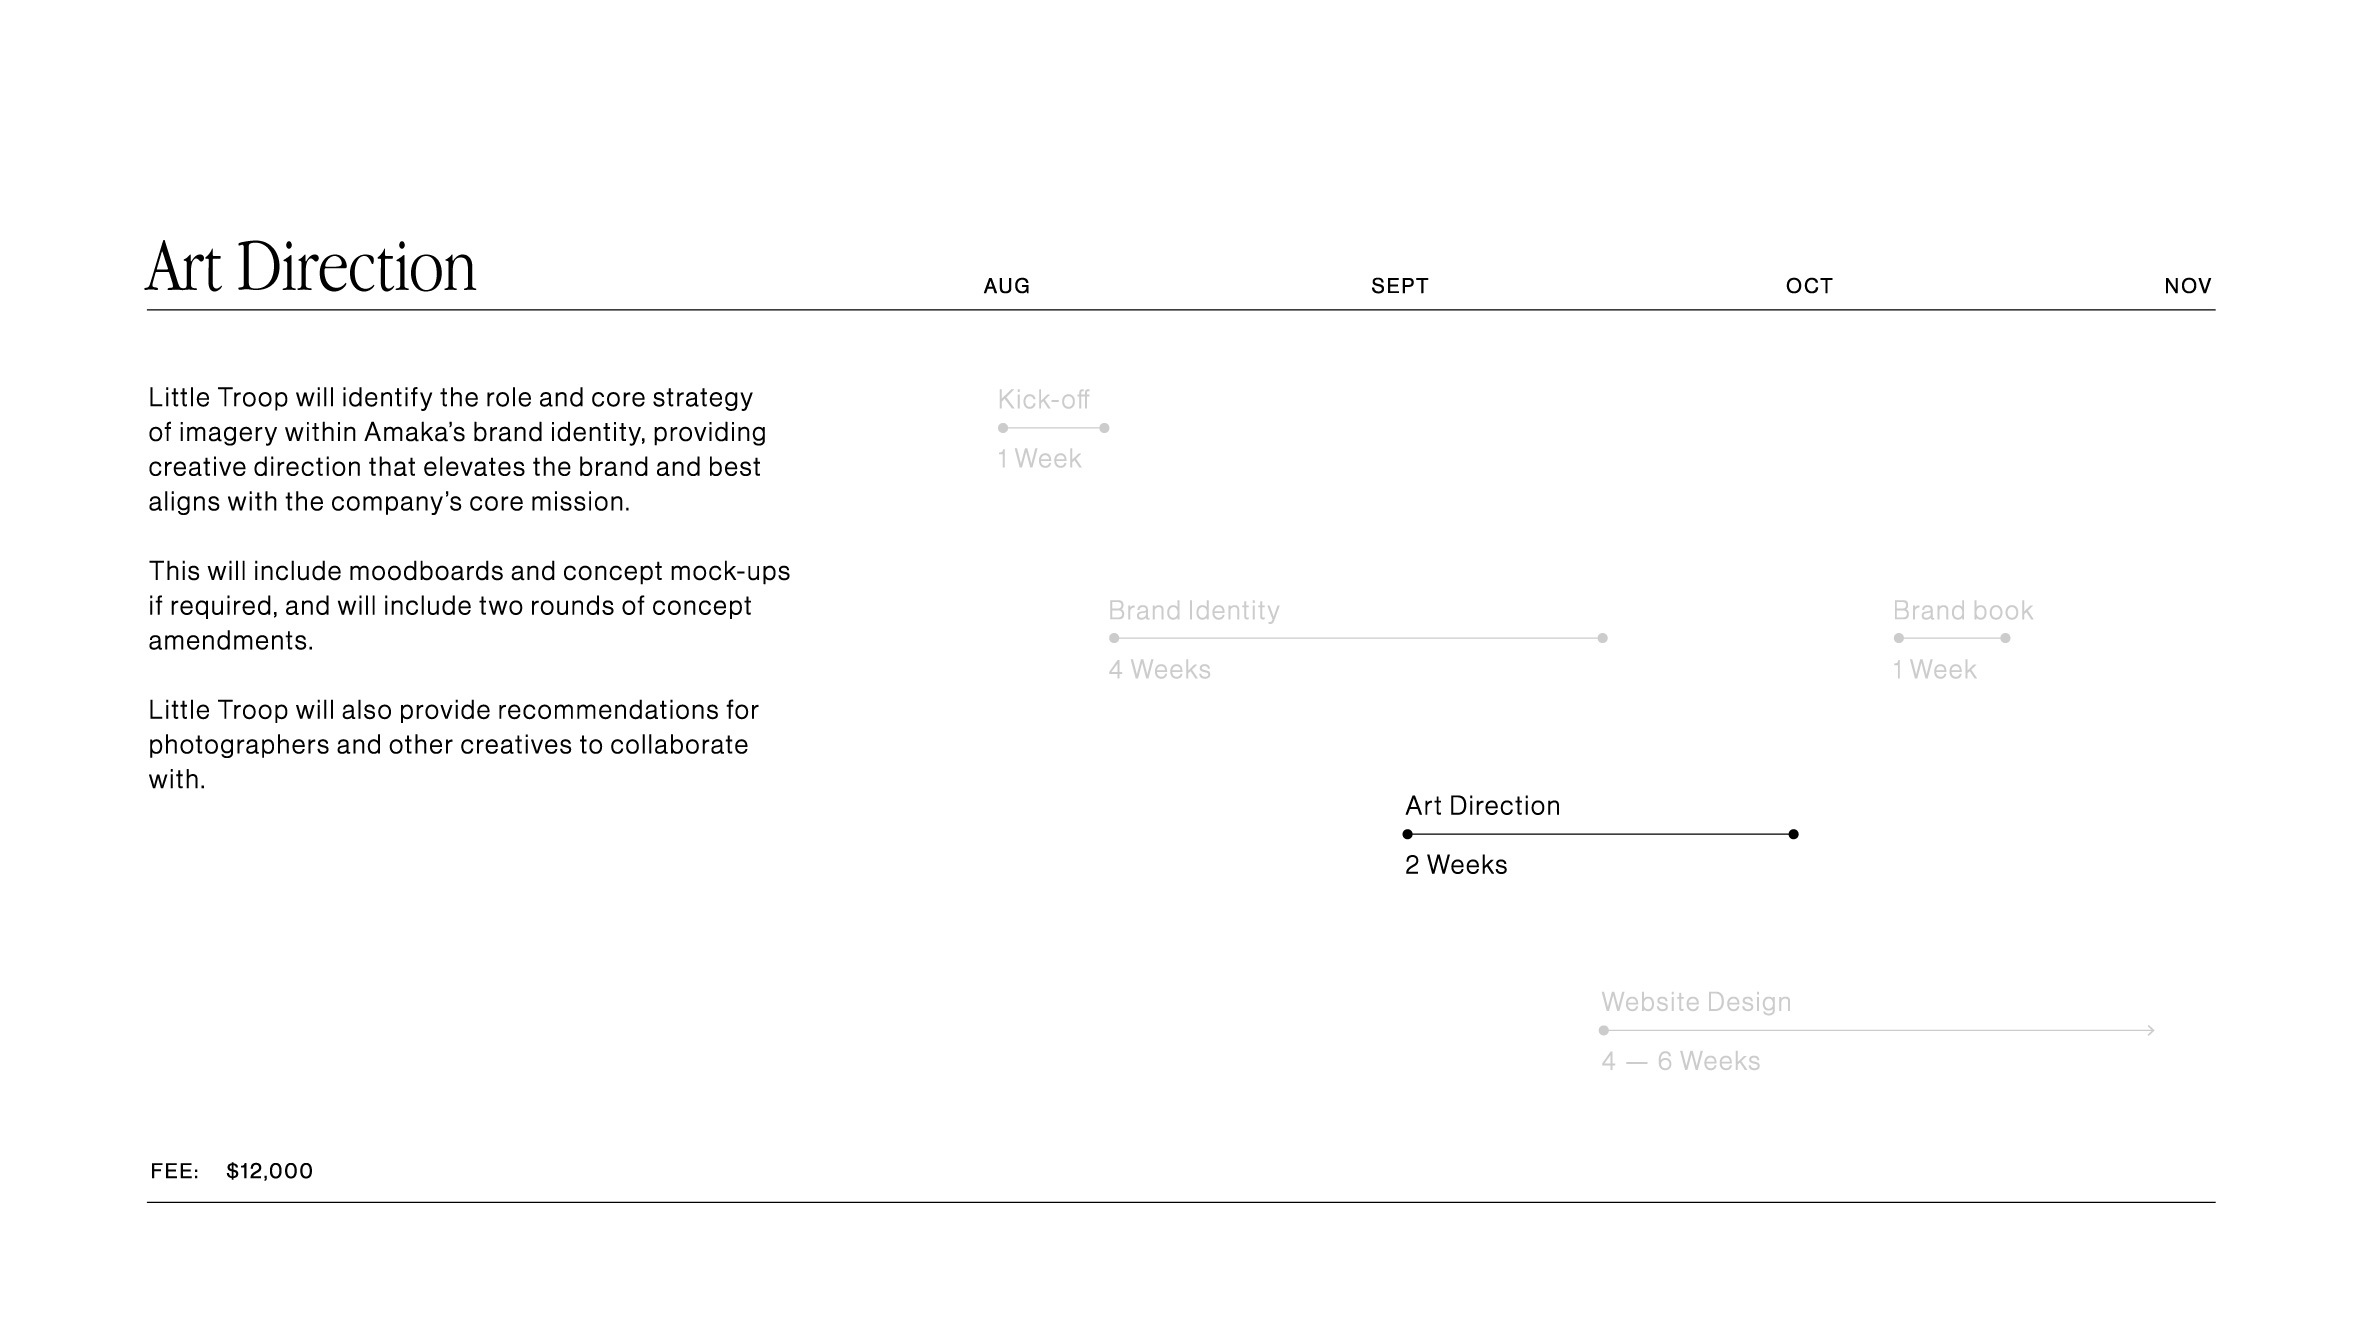 Art Direction
AUG SEPT OCT NOV
Little Troop will identify the role and core strategy
of imagery within Amaka’s brand identity, providing
creative direction that elevates the brand and best
aligns with the company’s core mission.
This will include moodboards and concept mock-ups
if required, and will include two rounds of concept
amendments.
Little Troop will also provide recommendations for
photographers and other creatives to collaborate
with.
Kick-off
1 Week
Brand Identity
4 Weeks
Brand book
1 Week
Art Direction
2 Weeks
Website Design
4 — 6 Weeks
FEE: $12,000